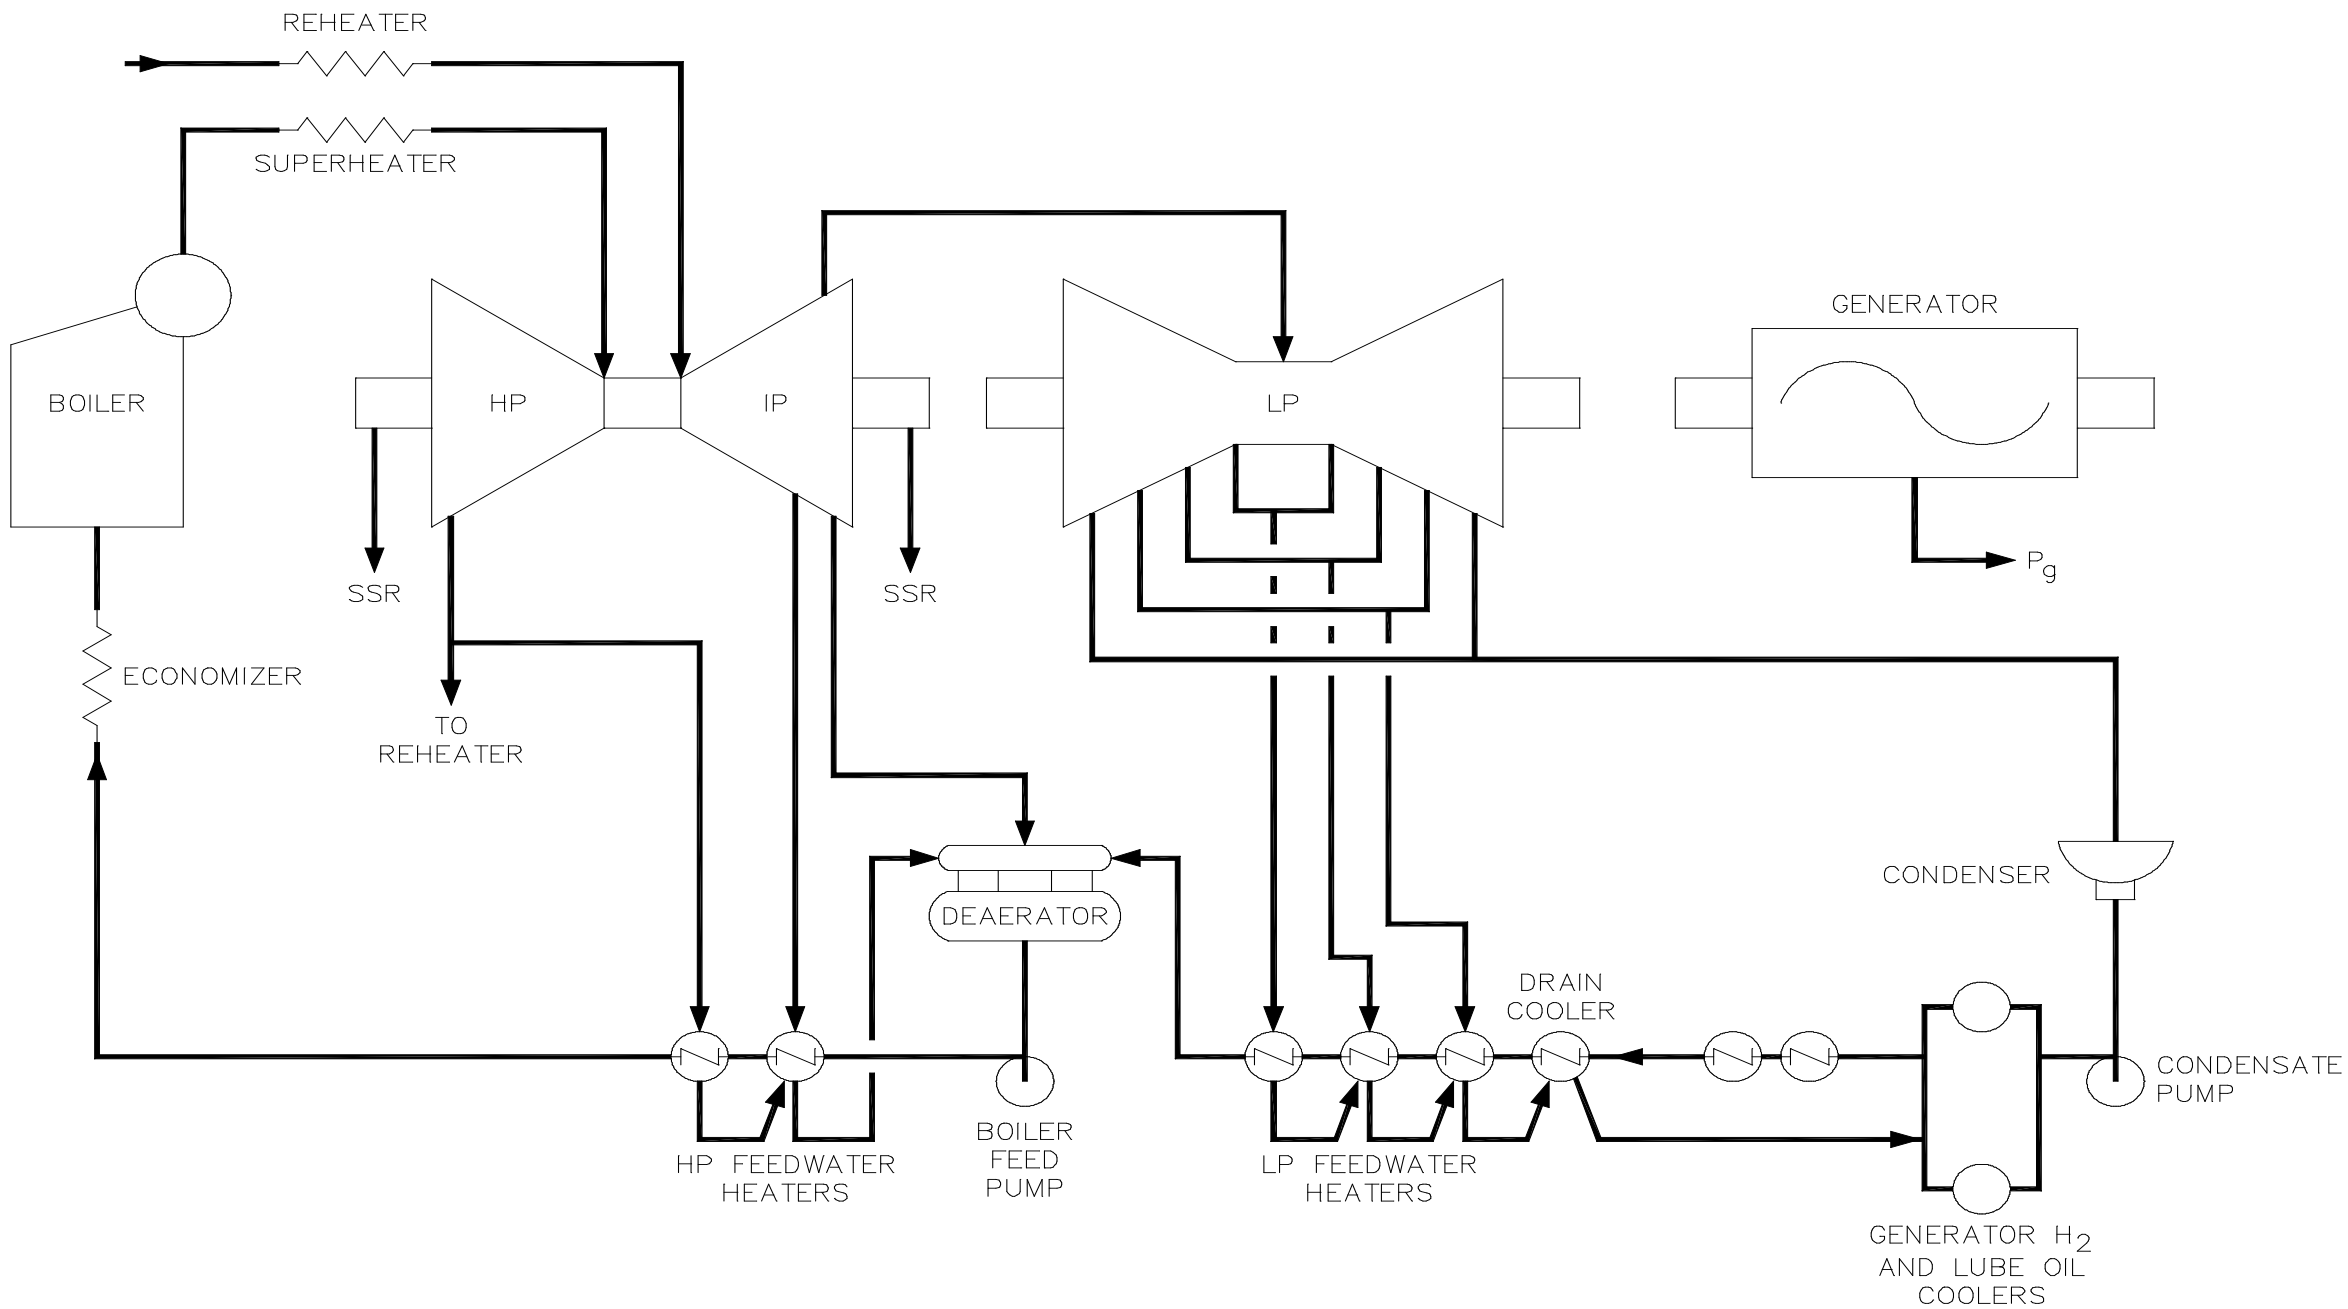 REHEATER
SUPERHEATER
GENERATOR
BOILER
HP
IP
LP
SSR
SSR
Pg
ECONOMIZER
TO
REHEATER
CONDENSER
DEAERATOR
DRAIN
COOLER
CONDENSATE
PUMP
BOILER
FEED
PUMP
HP FEEDWATER
HEATERS
LP FEEDWATER
HEATERS
GENERATOR H2
AND LUBE OIL
COOLERS